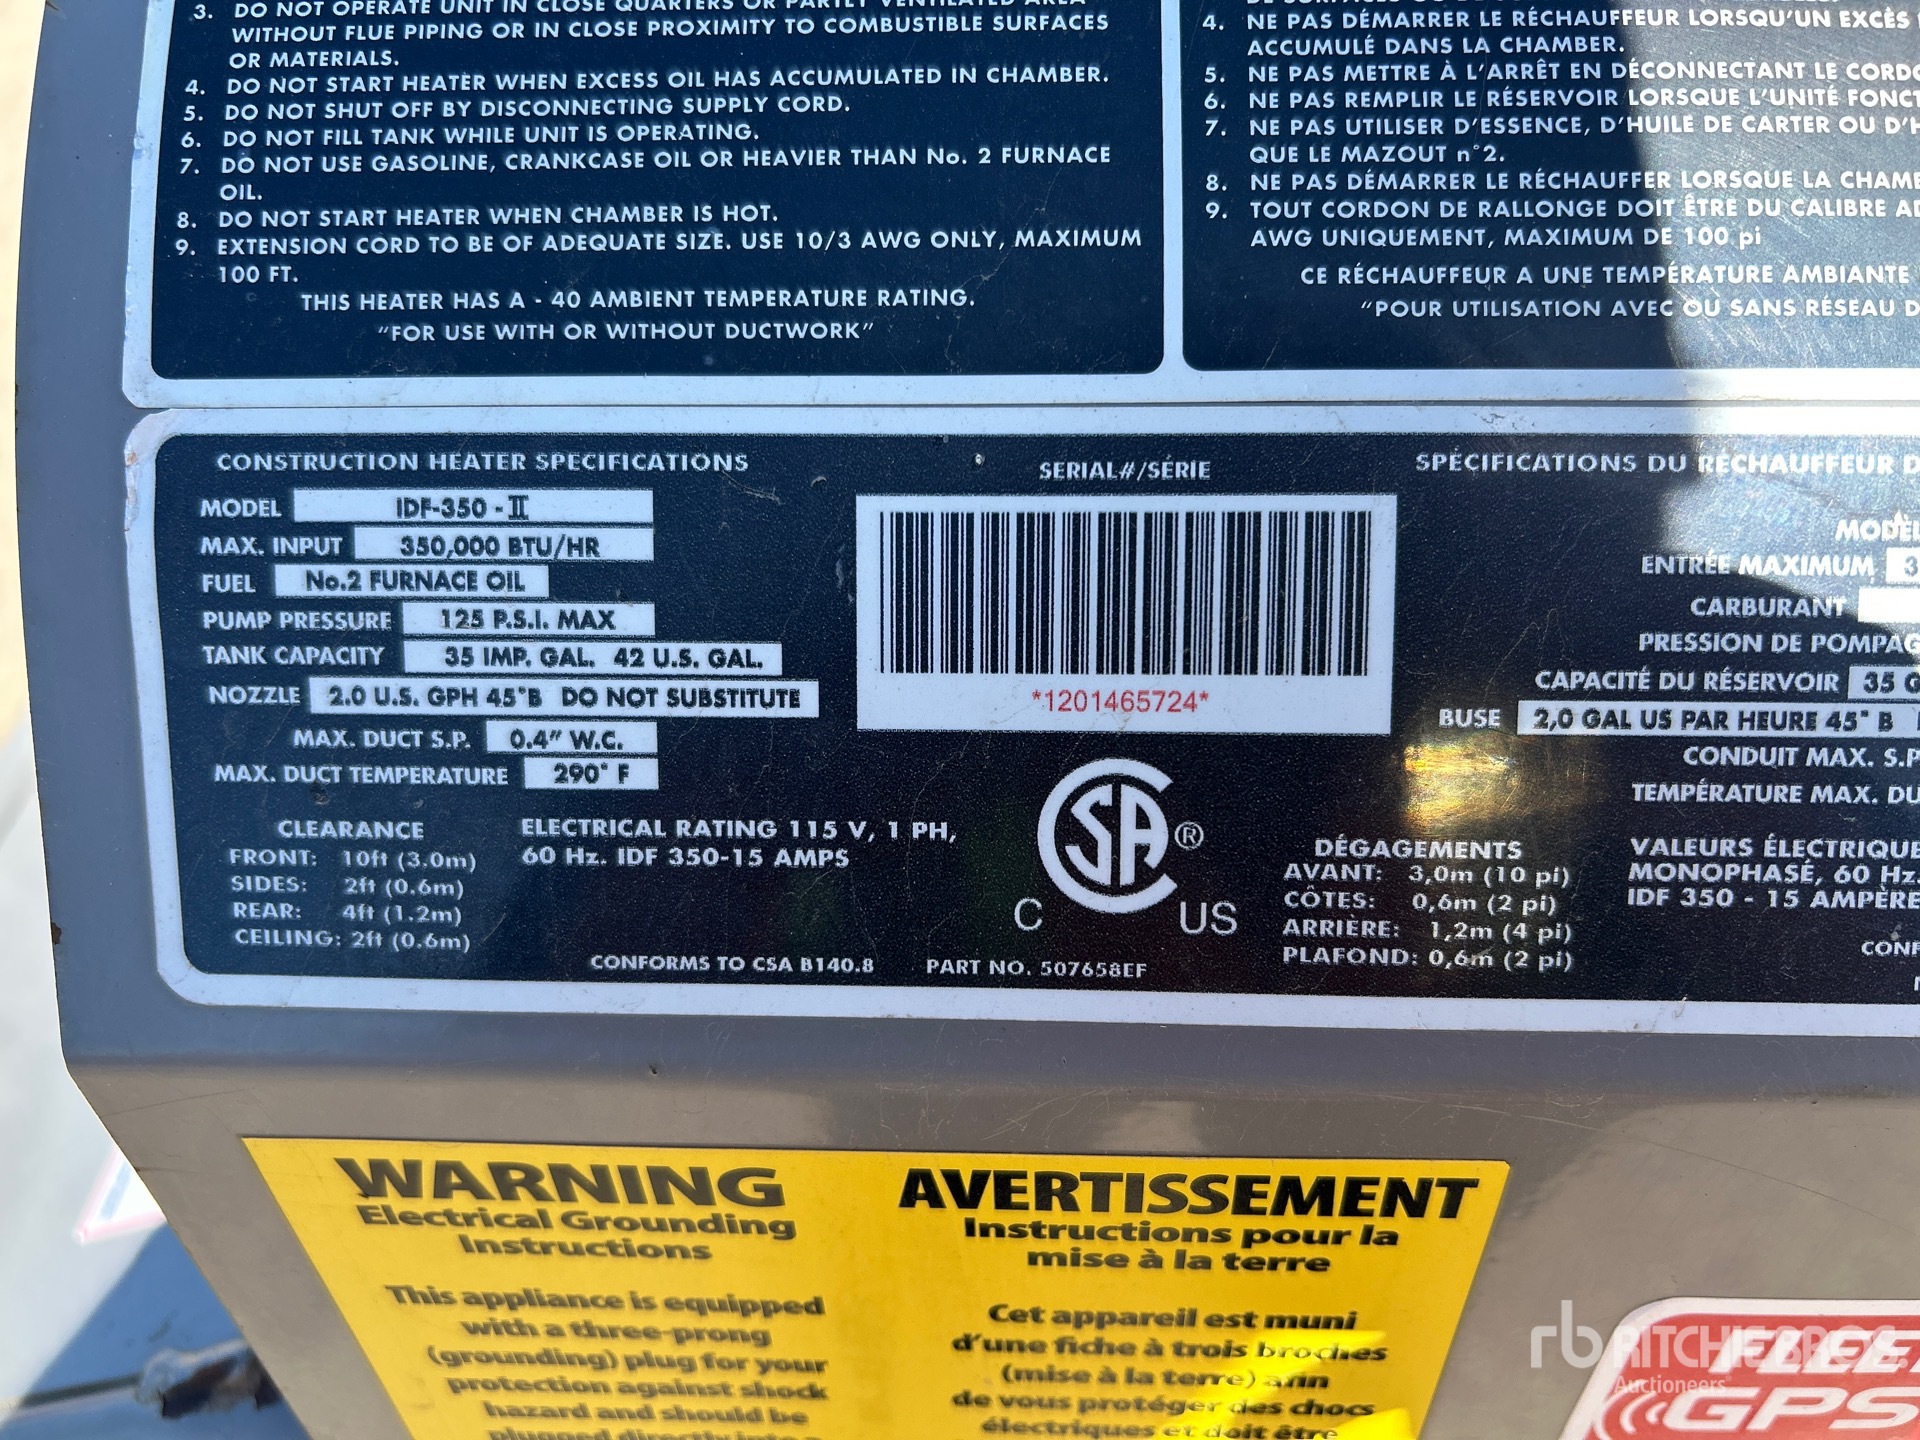 3. DO NOT OPERATE UNIT IN CLOSE QUARTERS OR PARTLY VENTILATED AREA
WITHOUT FLUE PIPING OR IN CLOSE PROXIMITY TO COMBUSTIBLE SURFACES
OR MATERIALS.
4. DO NOT START HEATER WHEN EXCESS OIL HAS ACCUMULATED IN CHAMBER.
5. DO NOT SHUT OFF BY DISCONNECTING SUPPLY CORD.
6. DO NOT FILL TANK WHILE UNIT IS OPERATING.
7. DO NOT USE GASOLINE, CRANKCASE OIL OR HEAVIER THAN No. 2 FURNACE
OIL.
8. DO NOT START HEATER WHEN CHAMBER IS HOT.
9. EXTENSION CORD TO BE OF ADEQUATE SIZE. USE 10/3 AWG ONLY, MAXIMUM
100 FT.
THIS HEATER HAS A - 40 AMBIENT TEMPERATURE RATING.
"FOR USE WITH OR WITHOUT DUCTWORK"
4. NE PAS DÉMARRER LE RÉCHAUFFEUR LORSQU'UN EXCÈS
ACCUMULÉ DANS LA CHAMBER.
5. NE PAS METTRE À L'ARRÊT EN DÉCONNECTANT LE CORDO
6. NE PAS REMPLIR LE RÉSERVOIR LORSQUE L'UNITÉ FONCT
7. NE PAS UTILISER D'ESSENCE, D'HUILE DE CARTER OU D'H
QUE LE MAZOUT n°2.
8. NE PAS DÉMARRER LE RÉCHAUFFER LORSQUE LA CHAMB
9. TOUT CORDON DE RALLONGE DOIT ÊTRE DU CALIBRE AD
AWG UNIQUEMENT, MAXIMUM DE 100 pi
CE RÉCHAUFFEUR A UNE TEMPÉRATURE AMBIANTE
"POUR UTILISATION AVEC OU SANS RÉSEAU D
CONSTRUCTION HEATER SPECIFICATIONS
MODEL IDF-350 - II
MAX. INPUT 350,000 BTU/HR
FUEL No.2 FURNACE OIL
PUMP PRESSURE 125 P.S.I. MAX
TANK CAPACITY 35 IMP. GAL. 42 U.S. GAL.
NOZZLE 2.0 U.S. GPH 45°B DO NOT SUBSTITUTE
MAX. DUCT S.P. 0.4" W.C.
MAX. DUCT TEMPERATURE 290° F
CLEARANCE
FRONT: 10ft (3.0m)
SIDES: 2ft (0.6m)
REAR: 4ft (1.2m)
CEILING: 2ft (0.6m)
ELECTRICAL RATING 115 V, 1 PH,
60 Hz. IDF 350-15 AMPS
CONFORMS TO CSA B140.8 PART NO. 507658EF
SERIAL#/SÉRIE
*1201465724*
CSA ®
C US
SPÉCIFICATIONS DU RÉCHAUFFEUR D
MODÈL
ENTRÉE MAXIMUM 3
CARBURANT
PRESSION DE POMPAG
CAPACITÉ DU RÉSERVOIR 35 G
BUSE 2,0 GAL US PAR HEURE 45° B
CONDUIT MAX. S.P
TEMPÉRATURE MAX. DU
DÉGAGEMENTS
AVANT: 3,0m (10 pi)
CÔTES: 0,6m (2 pi)
ARRIÈRE: 1,2m (4 pi)
PLAFOND: 0,6m (2 pi)
VALEURS ÉLECTRIQUE
MONOPHASÉ, 60 Hz.
IDF 350 - 15 AMPÈRE
CONF
WARNING
Electrical Grounding
Instructions
This appliance is equipped
with a three-prong
(grounding) plug for your
protection against shock
hazard and should be
plugged directly into a
AVERTISSEMENT
Instructions pour la
mise à la terre
Cet appareil est muni
d'une fiche à trois broches
(mise à la terre) afin
de vous protéger des chocs
électriques et doit être
rb RITCHIE BROS.
Auctioneers
FLEET
GPS